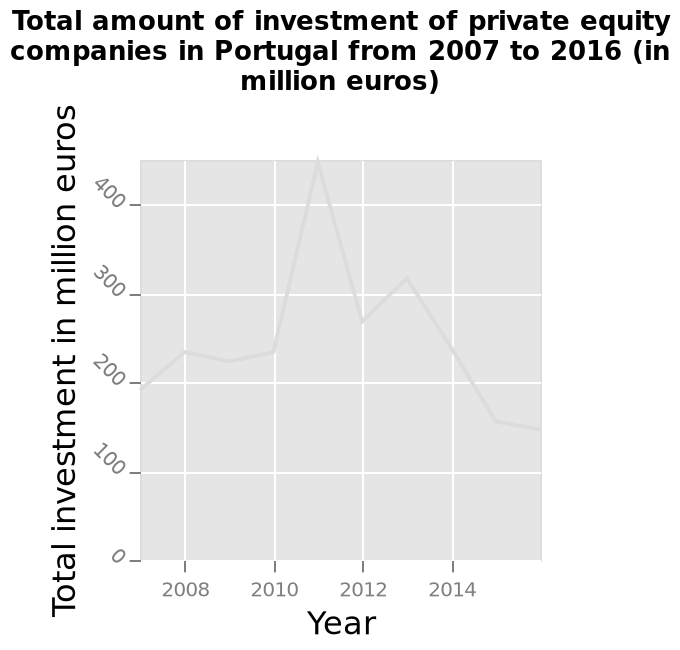 Total amount of investment of private equity
companies in Portugal from 2007 to 2016 (in
million euros)
Total investment in million euros
400
300
200
100
0
2008 2010 2012 2014
Year